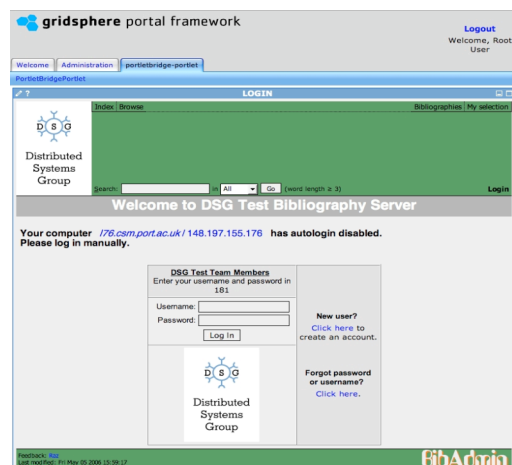 gridsphere portal framework
Logout
Welcome, Root
User
Welcome Administration portletbridge-portlet
PortletBridgePortlet
? LOGIN
Index Browse Bibliographies My selection
D S G
Distributed
Systems
Group
Search: in All Go (word length ≥ 3) Login
Welcome to DSG Test Bibliography Server
Your computer l76.csm.port.ac.uk / 148.197.155.176 has autologin disabled.
Please log in manually.
DSG Test Team Members
Enter your username and password in
181
Username:
Password:
Log In
New user?
Click here to
create an account.
D S G
Distributed
Systems
Group
Forgot password
or username?
Click here.
Feedback: Raz
Last modified: Fri May 05 2006 15:59:17
BibAdmin